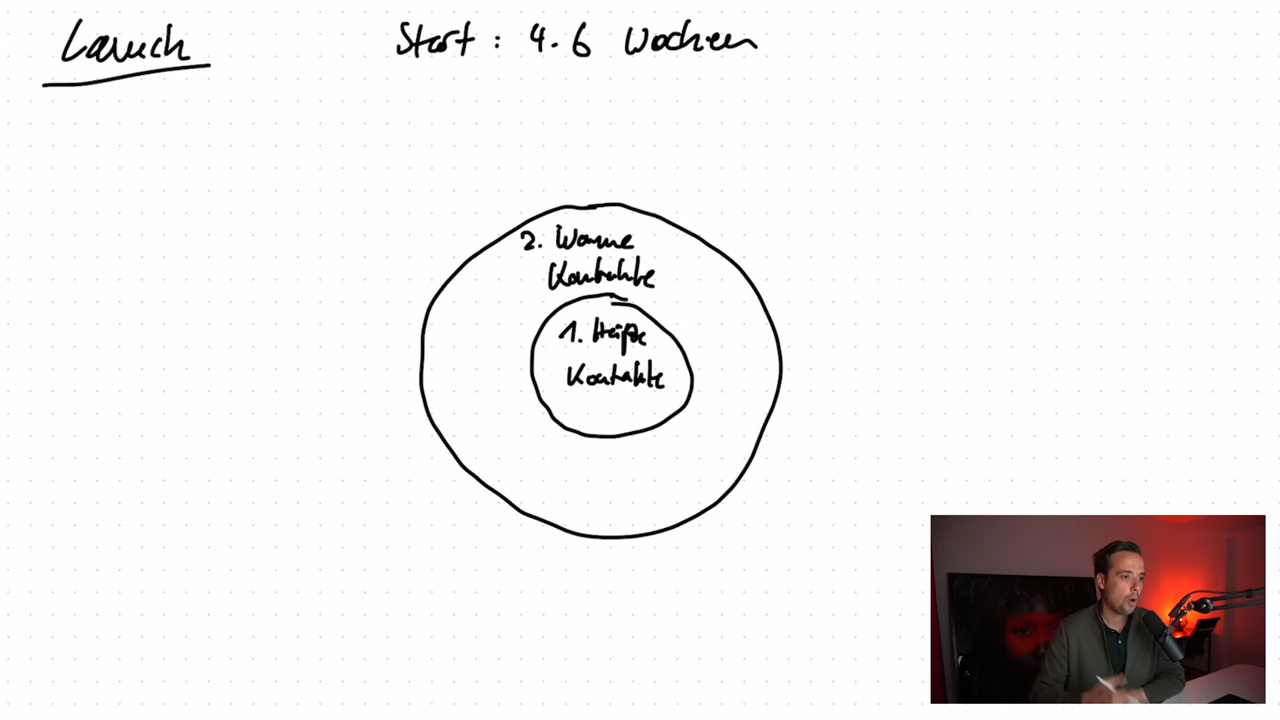 Launch
Start: 4-6 Wochen
2. Warme
Kontakte
1. Heiße
Kontakte